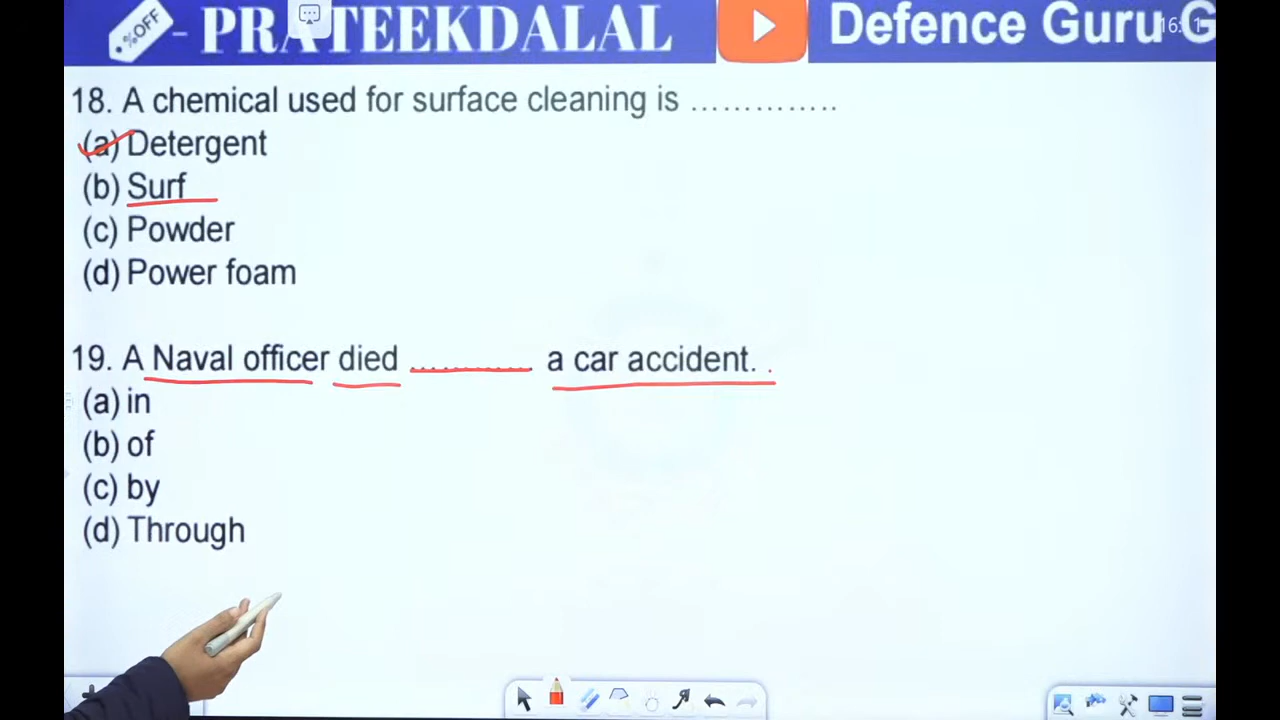 %OFF - PRATEEKDALAL Defence Guru G
18. A chemical used for surface cleaning is …………..
(a) Detergent
(b) Surf
(c) Powder
(d) Power foam
19. A Naval officer died ............ a car accident. .
(a) in
(b) of
(c) by
(d) Through